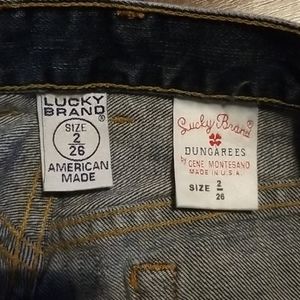 LUCKY
BRAND®
SIZE
2
26
AMERICAN
MADE
Lucky Brand
DUNGAREES
by GENE MONTESANO
MADE IN U.S.A.
SIZE 2
26